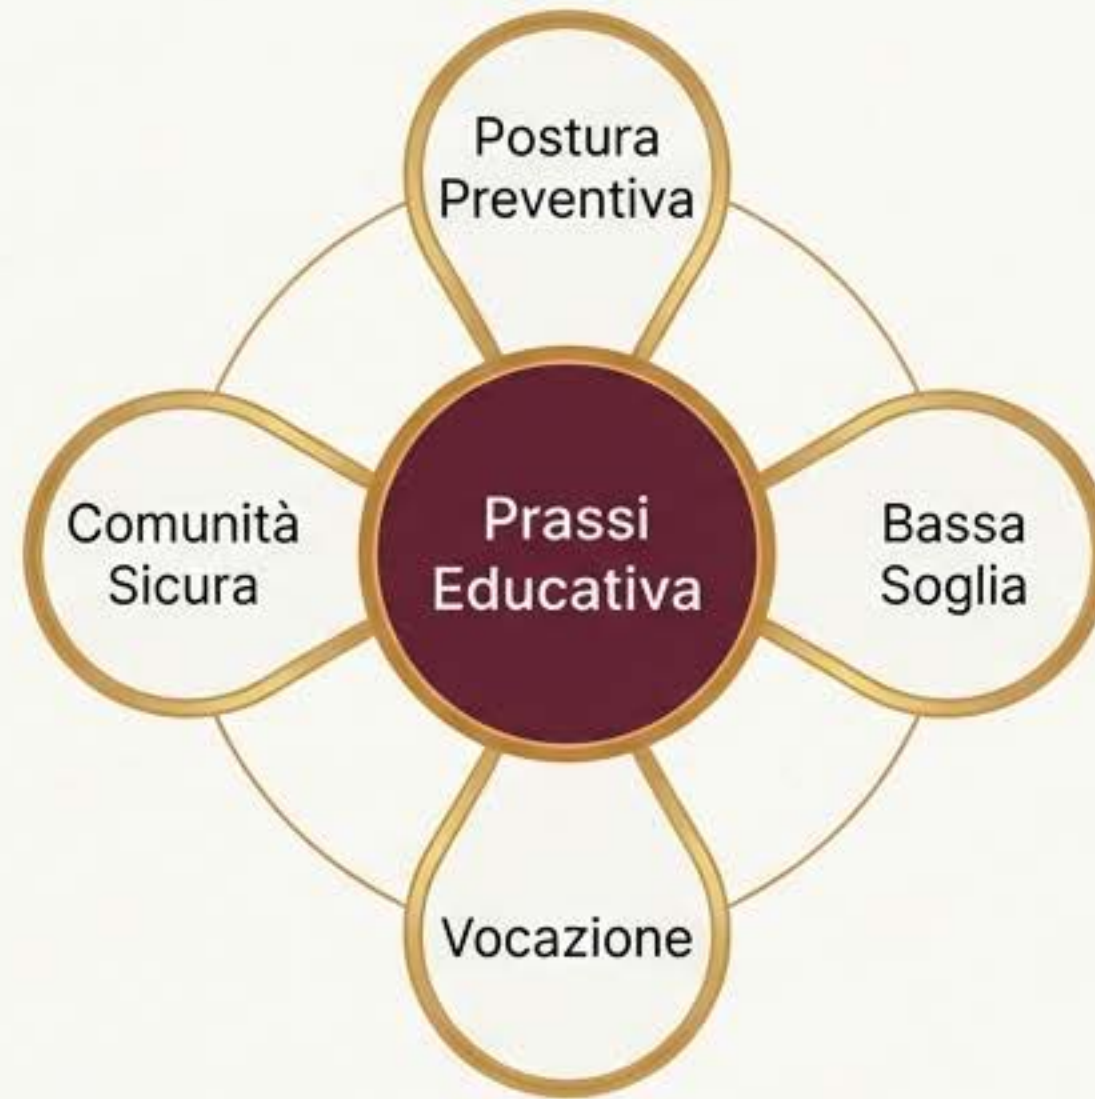 Postura
Preventiva
Comunità
Sicura
Prassi
Educativa
Bassa
Soglia
Vocazione